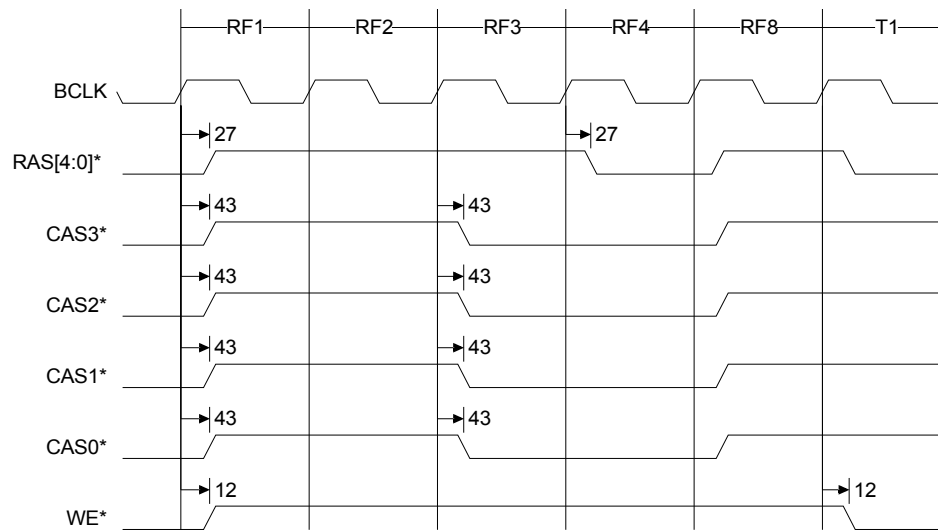 RF1 RF2 RF3 RF4 RF8 T1
BCLK
27 27
RAS[4:0]*
43 43
CAS3*
43 43
CAS2*
43 43
CAS1*
43 43
CAS0*
12 12
WE*